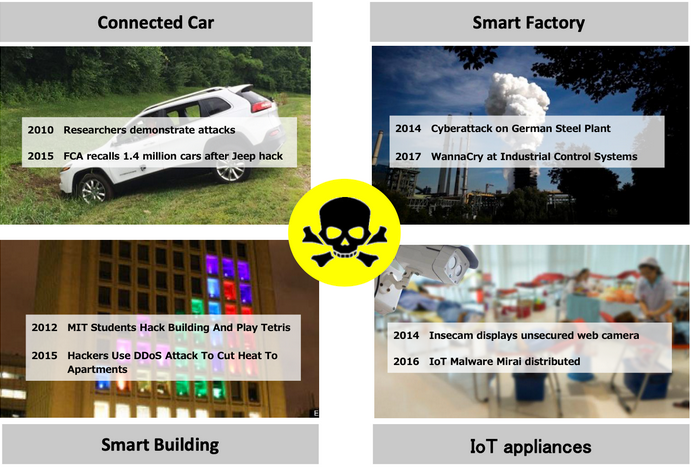 Connected Car
2010 Researchers demonstrate attacks
2015 FCA recalls 1.4 million cars after Jeep hack
Smart Factory
2014 Cyberattack on German Steel Plant
2017 WannaCry at Industrial Control Systems
2012 MIT Students Hack Building And Play Tetris
2015 Hackers Use DDoS Attack To Cut Heat To
Apartments
E
Smart Building
2014 Insecam displays unsecured web camera
2016 IoT Malware Mirai distributed
IoT appliances